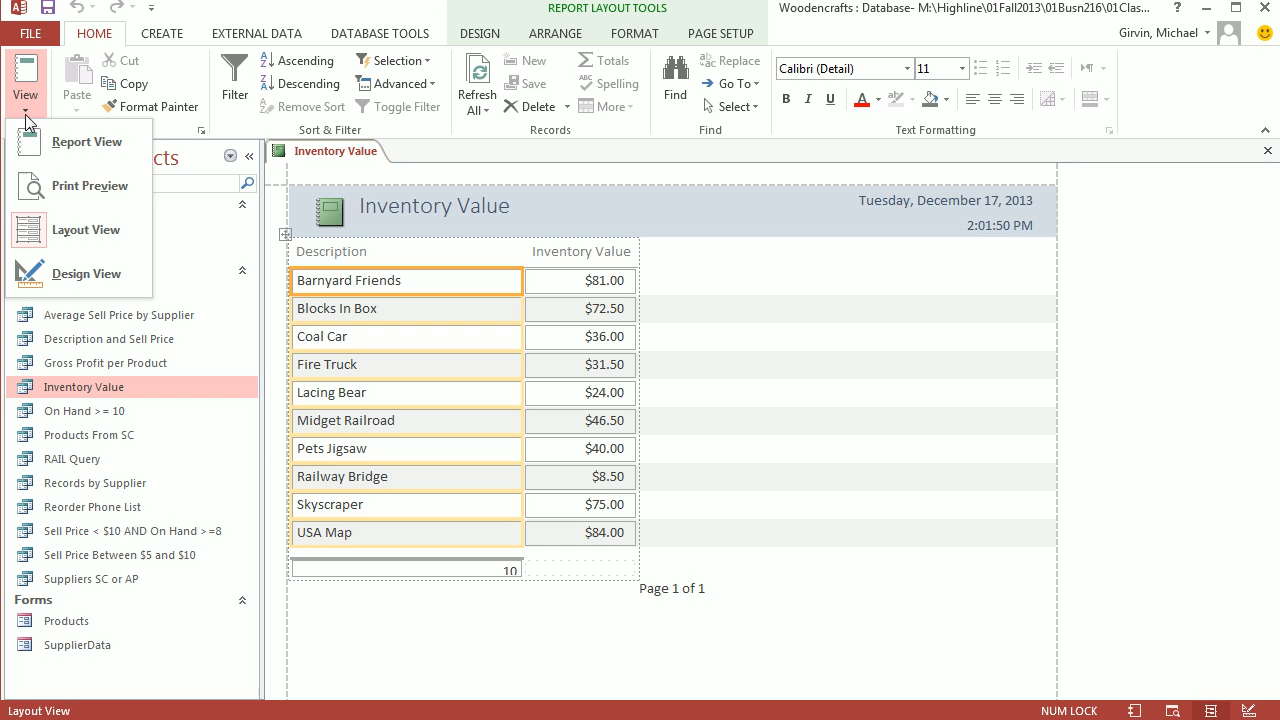 REPORT LAYOUT TOOLS
Woodencrafts : Database- M:\Highline\01Fall2013\01Busn216\01Clas...
?
FILE
HOME
CREATE
EXTERNAL DATA
DATABASE TOOLS
DESIGN
ARRANGE
FORMAT
PAGE SETUP
Girvin, Michael
View
Paste
Cut
Copy
Format Painter
Filter
Ascending
Descending
Remove Sort
Selection
Advanced
Toggle Filter
Sort & Filter
Refresh All
New
Save
Delete
Totals
Spelling
More
Records
Find
Replace
Go To
Select
Find
Calibri (Detail)
11
B I U
Text Formatting
Report View
Print Preview
Layout View
Design View
cts
Average Sell Price by Supplier
Description and Sell Price
Gross Profit per Product
Inventory Value
On Hand >= 10
Products From SC
RAIL Query
Records by Supplier
Reorder Phone List
Sell Price < $10 AND On Hand >=8
Sell Price Between $5 and $10
Suppliers SC or AP
Forms
Products
SupplierData
Inventory Value
Inventory Value
Tuesday, December 17, 2013
2:01:50 PM
Description Inventory Value
Barnyard Friends $81.00
Blocks In Box $72.50
Coal Car $36.00
Fire Truck $31.50
Lacing Bear $24.00
Midget Railroad $46.50
Pets Jigsaw $40.00
Railway Bridge $8.50
Skyscraper $75.00
USA Map $84.00
10
Page 1 of 1
Layout View
NUM LOCK